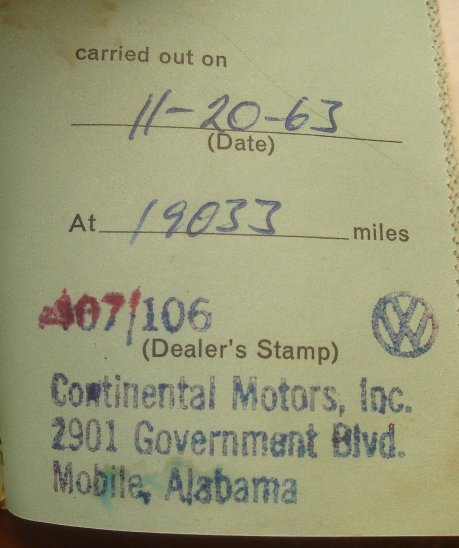 carried out on
11-20-63
(Date)
At 19033 miles
407/106
(Dealer's Stamp)
Continental Motors, Inc.
2901 Government Blvd.
Mobile, Alabama